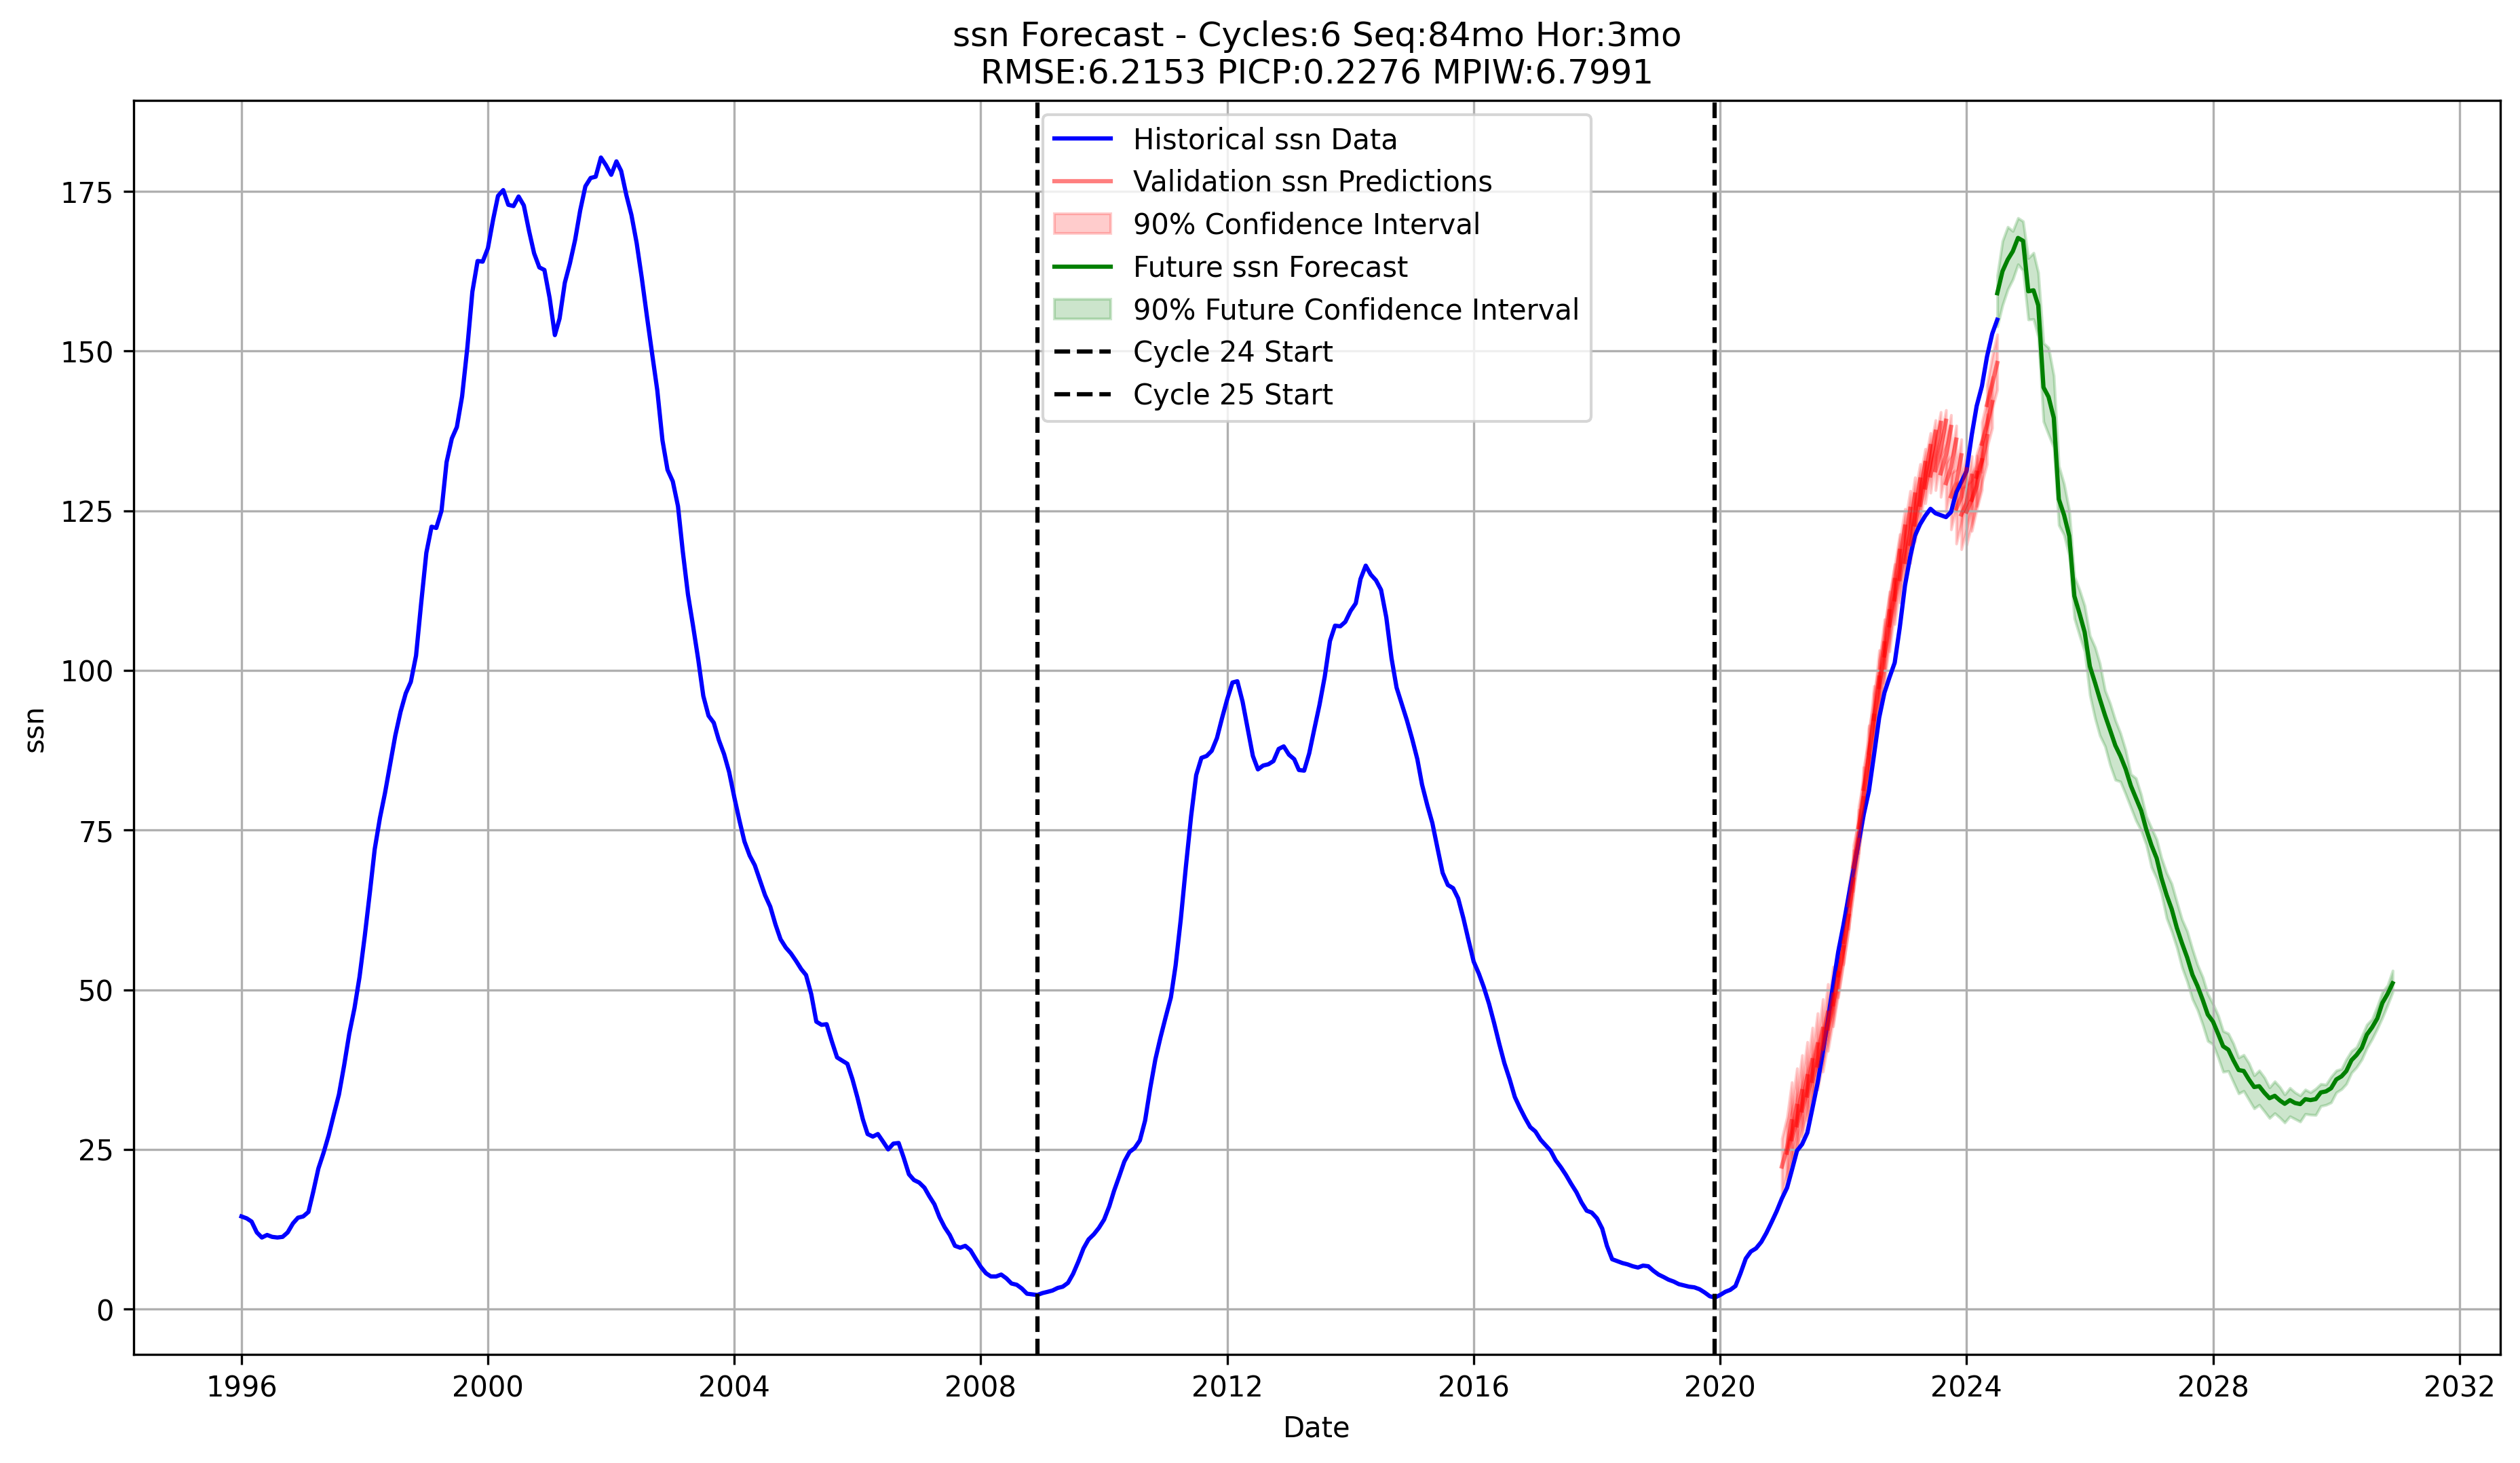 ssn Forecast - Cycles:6 Seq:84mo Hor:3mo
RMSE:6.2153 PICP:0.2276 MPIW:6.7991
Historical ssn Data
Validation ssn Predictions
90% Confidence Interval
Future ssn Forecast
90% Future Confidence Interval
Cycle 24 Start
Cycle 25 Start
175
150
125
100
75
50
25
0
ssn
1996 2000 2004 2008 2012 2016 2020 2024 2028 2032
Date